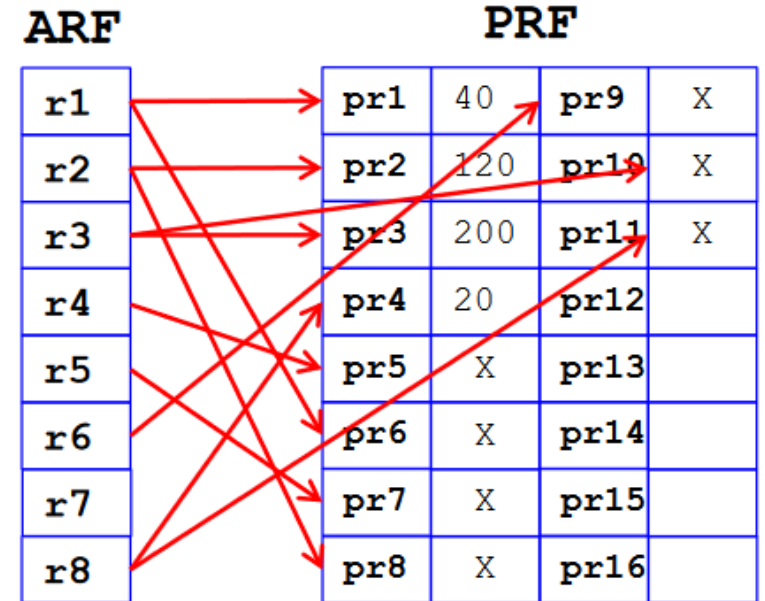 ARF PRF
r1 pr1 40 pr9 X
r2 pr2 120 pr10 X
r3 pr3 200 pr11 X
r4 pr4 20 pr12
r5 pr5 X pr13
r6 pr6 X pr14
r7 pr7 X pr15
r8 pr8 X pr16